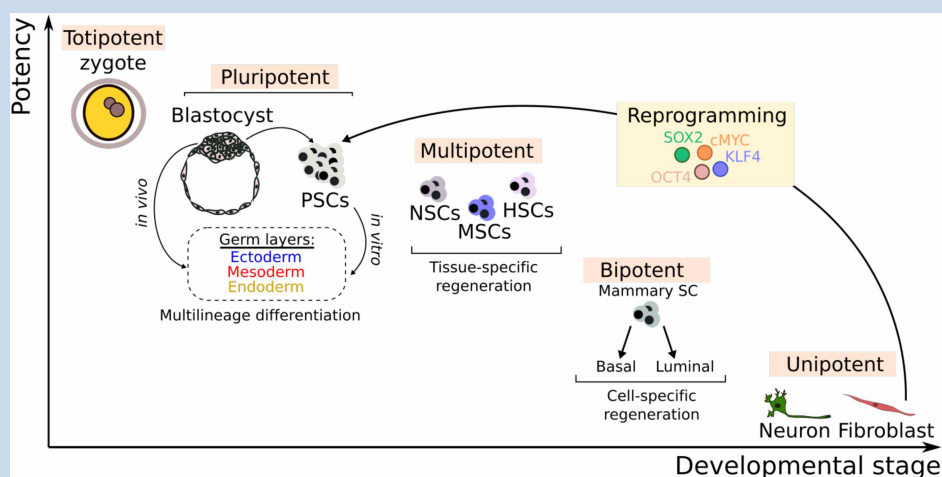 Potency
Totipotent
zygote
Pluripotent
Blastocyst
PSCs
in vivo
in vitro
Germ layers:
Ectoderm
Mesoderm
Endoderm
Multilineage differentiation
Multipotent
NSCs
HSCs
MSCs
Tissue-specific
regeneration
Reprogramming
SOX2
cMYC
KLF4
OCT4
Bipotent
Mammary SC
Basal
Luminal
Cell-specific
regeneration
Unipotent
Neuron
Fibroblast
Developmental stage